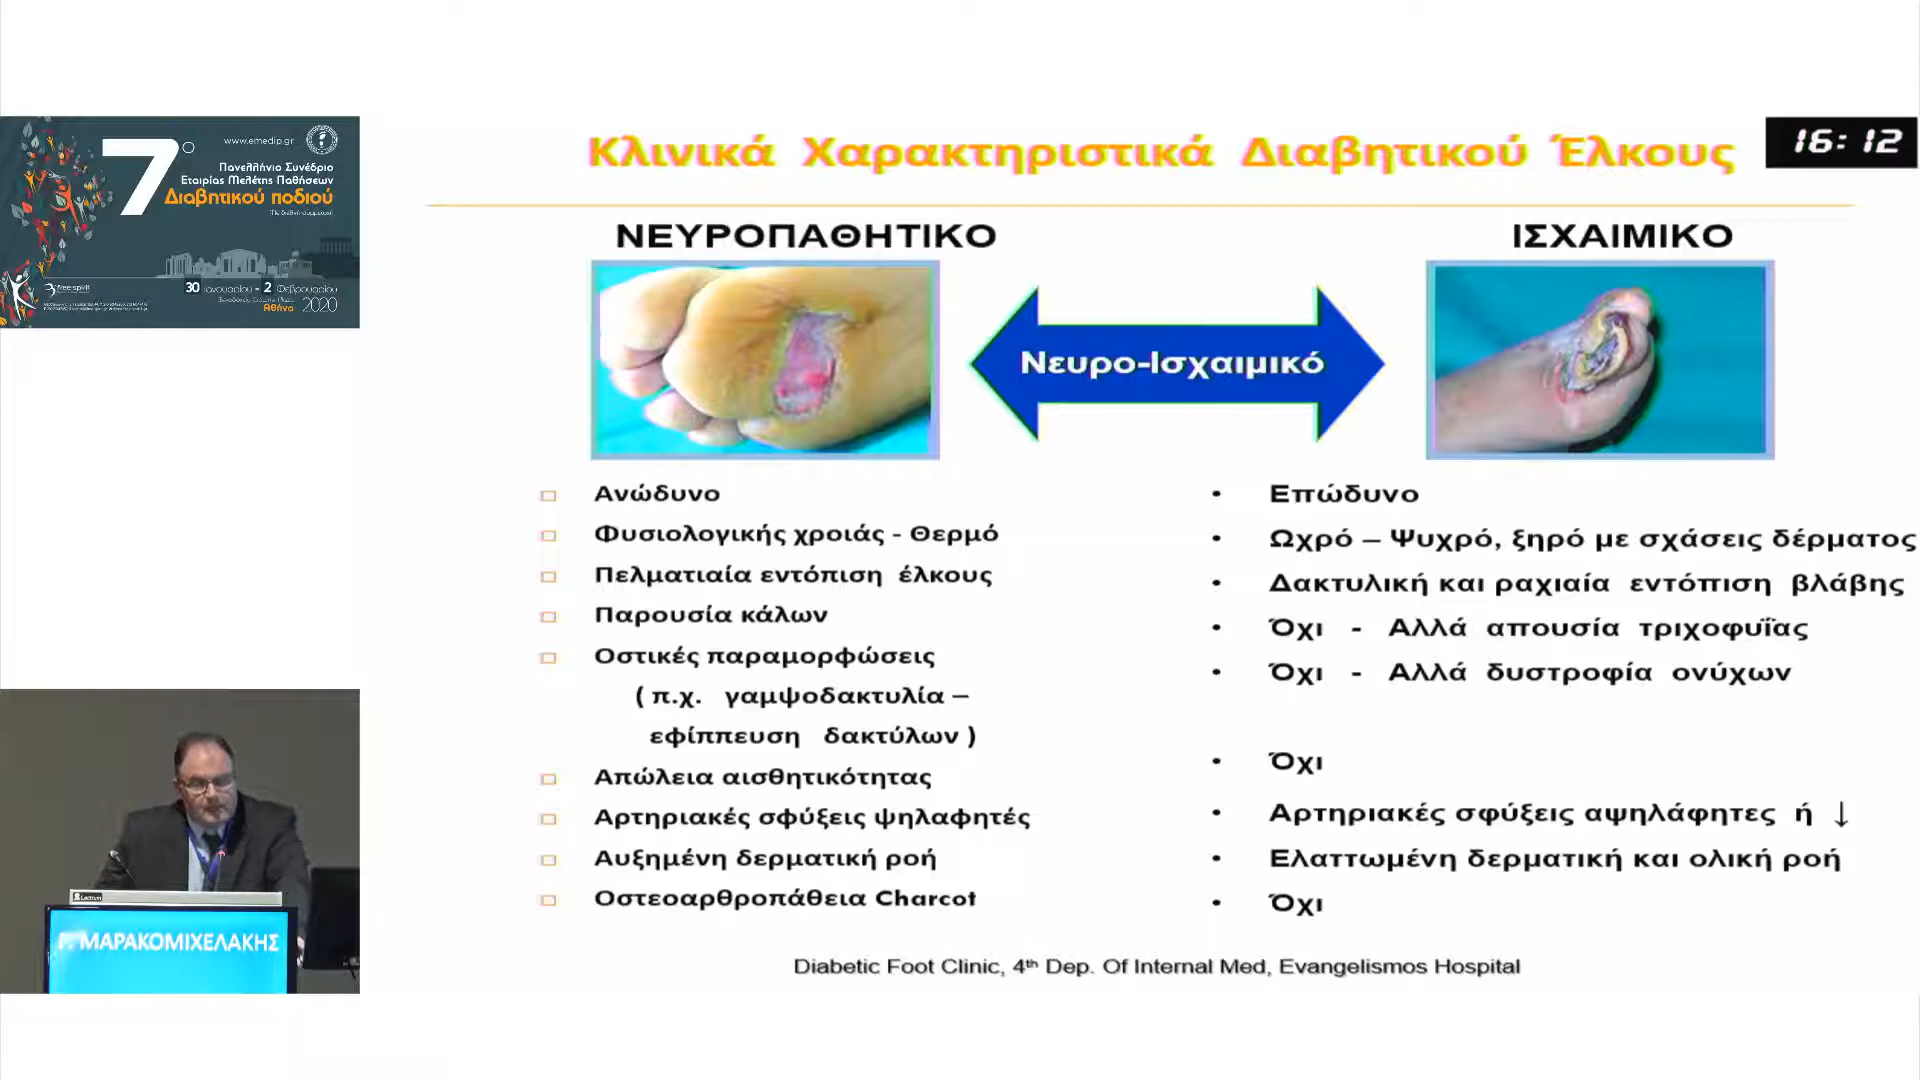 7ο
www.emedip.gr
Πανελλήνιο Συνέδριο
Εταιρίας Μελέτης Παθήσεων
Διαβητικού ποδιού
free spirit
30 Ιανουαρίου - 2 Φεβρουαρίου
Αθήνα 2020
Κλινικά Χαρακτηριστικά Διαβητικού Έλκους
16:12
ΝΕΥΡΟΠΑΘΗΤΙΚΟ
Νευρο-Ισχαιμικό
ΙΣΧΑΙΜΙΚΟ
Ανώδυνο
Φυσιολογικής χροιάς - Θερμό
Πελματιαία εντόπιση έλκους
Παρουσία κάλων
Οστικές παραμορφώσεις
( π.χ. γαμψοδακτυλία –
εφίππευση δακτύλων )
Απώλεια αισθητικότητας
Αρτηριακές σφύξεις ψηλαφητές
Αυξημένη δερματική ροή
Οστεοαρθροπάθεια Charcot
• Επώδυνο
• Ωχρό – Ψυχρό, ξηρό με σχάσεις δέρματος
• Δακτυλική και ραχιαία εντόπιση βλάβης
• Όχι - Αλλά απουσία τριχοφυΐας
• Όχι - Αλλά δυστροφία ονύχων
• Όχι
• Αρτηριακές σφύξεις αψηλάφητες ή ↓
• Ελαττωμένη δερματική και ολική ροή
• Όχι
Diabetic Foot Clinic, 4th Dep. Of Internal Med, Evangelismos Hospital
ΜΑΡΑΚΟΜΙΧΕΛΑΚΗΣ